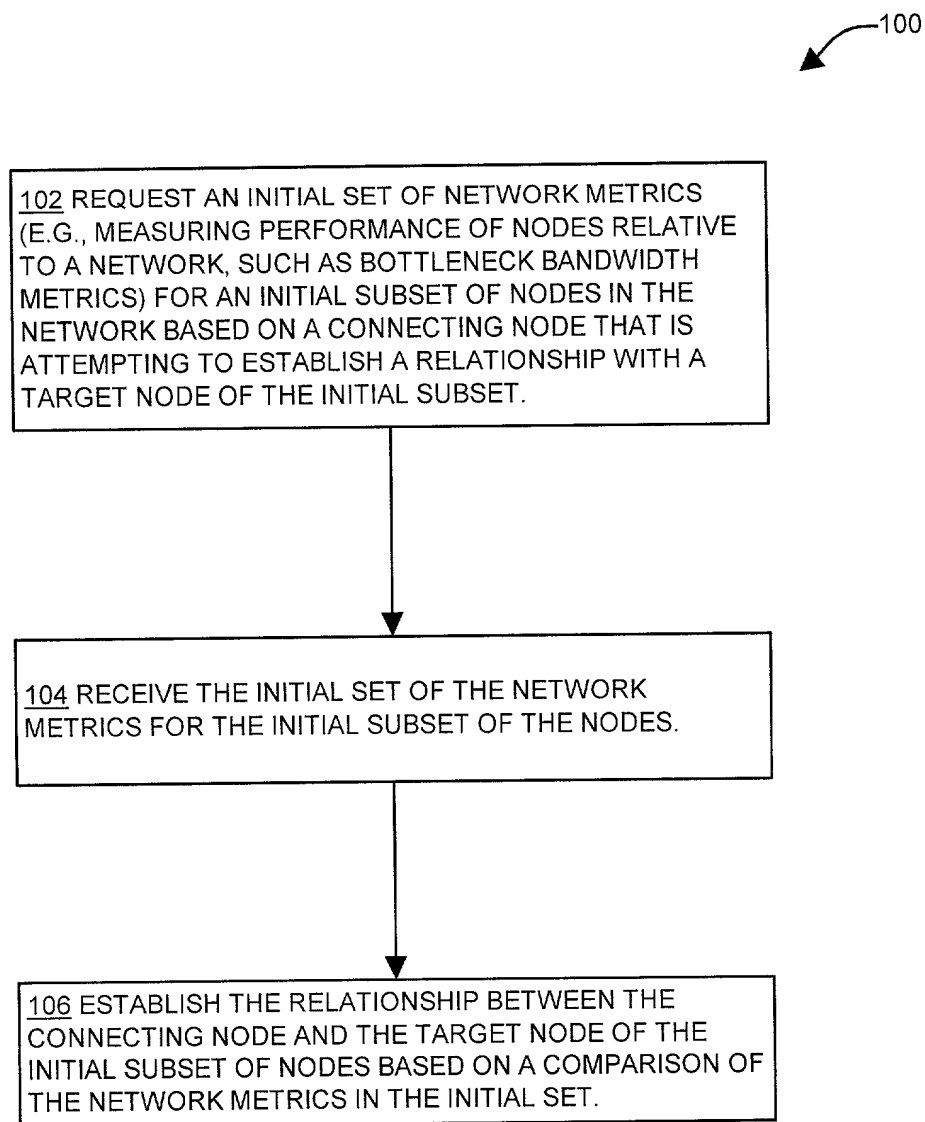 100
102 REQUEST AN INITIAL SET OF NETWORK METRICS
(E.G., MEASURING PERFORMANCE OF NODES RELATIVE
TO A NETWORK, SUCH AS BOTTLENECK BANDWIDTH
METRICS) FOR AN INITIAL SUBSET OF NODES IN THE
NETWORK BASED ON A CONNECTING NODE THAT IS
ATTEMPTING TO ESTABLISH A RELATIONSHIP WITH A
TARGET NODE OF THE INITIAL SUBSET.
104 RECEIVE THE INITIAL SET OF THE NETWORK
METRICS FOR THE INITIAL SUBSET OF THE NODES.
106 ESTABLISH THE RELATIONSHIP BETWEEN THE
CONNECTING NODE AND THE TARGET NODE OF THE
INITIAL SUBSET OF NODES BASED ON A COMPARISON OF
THE NETWORK METRICS IN THE INITIAL SET.